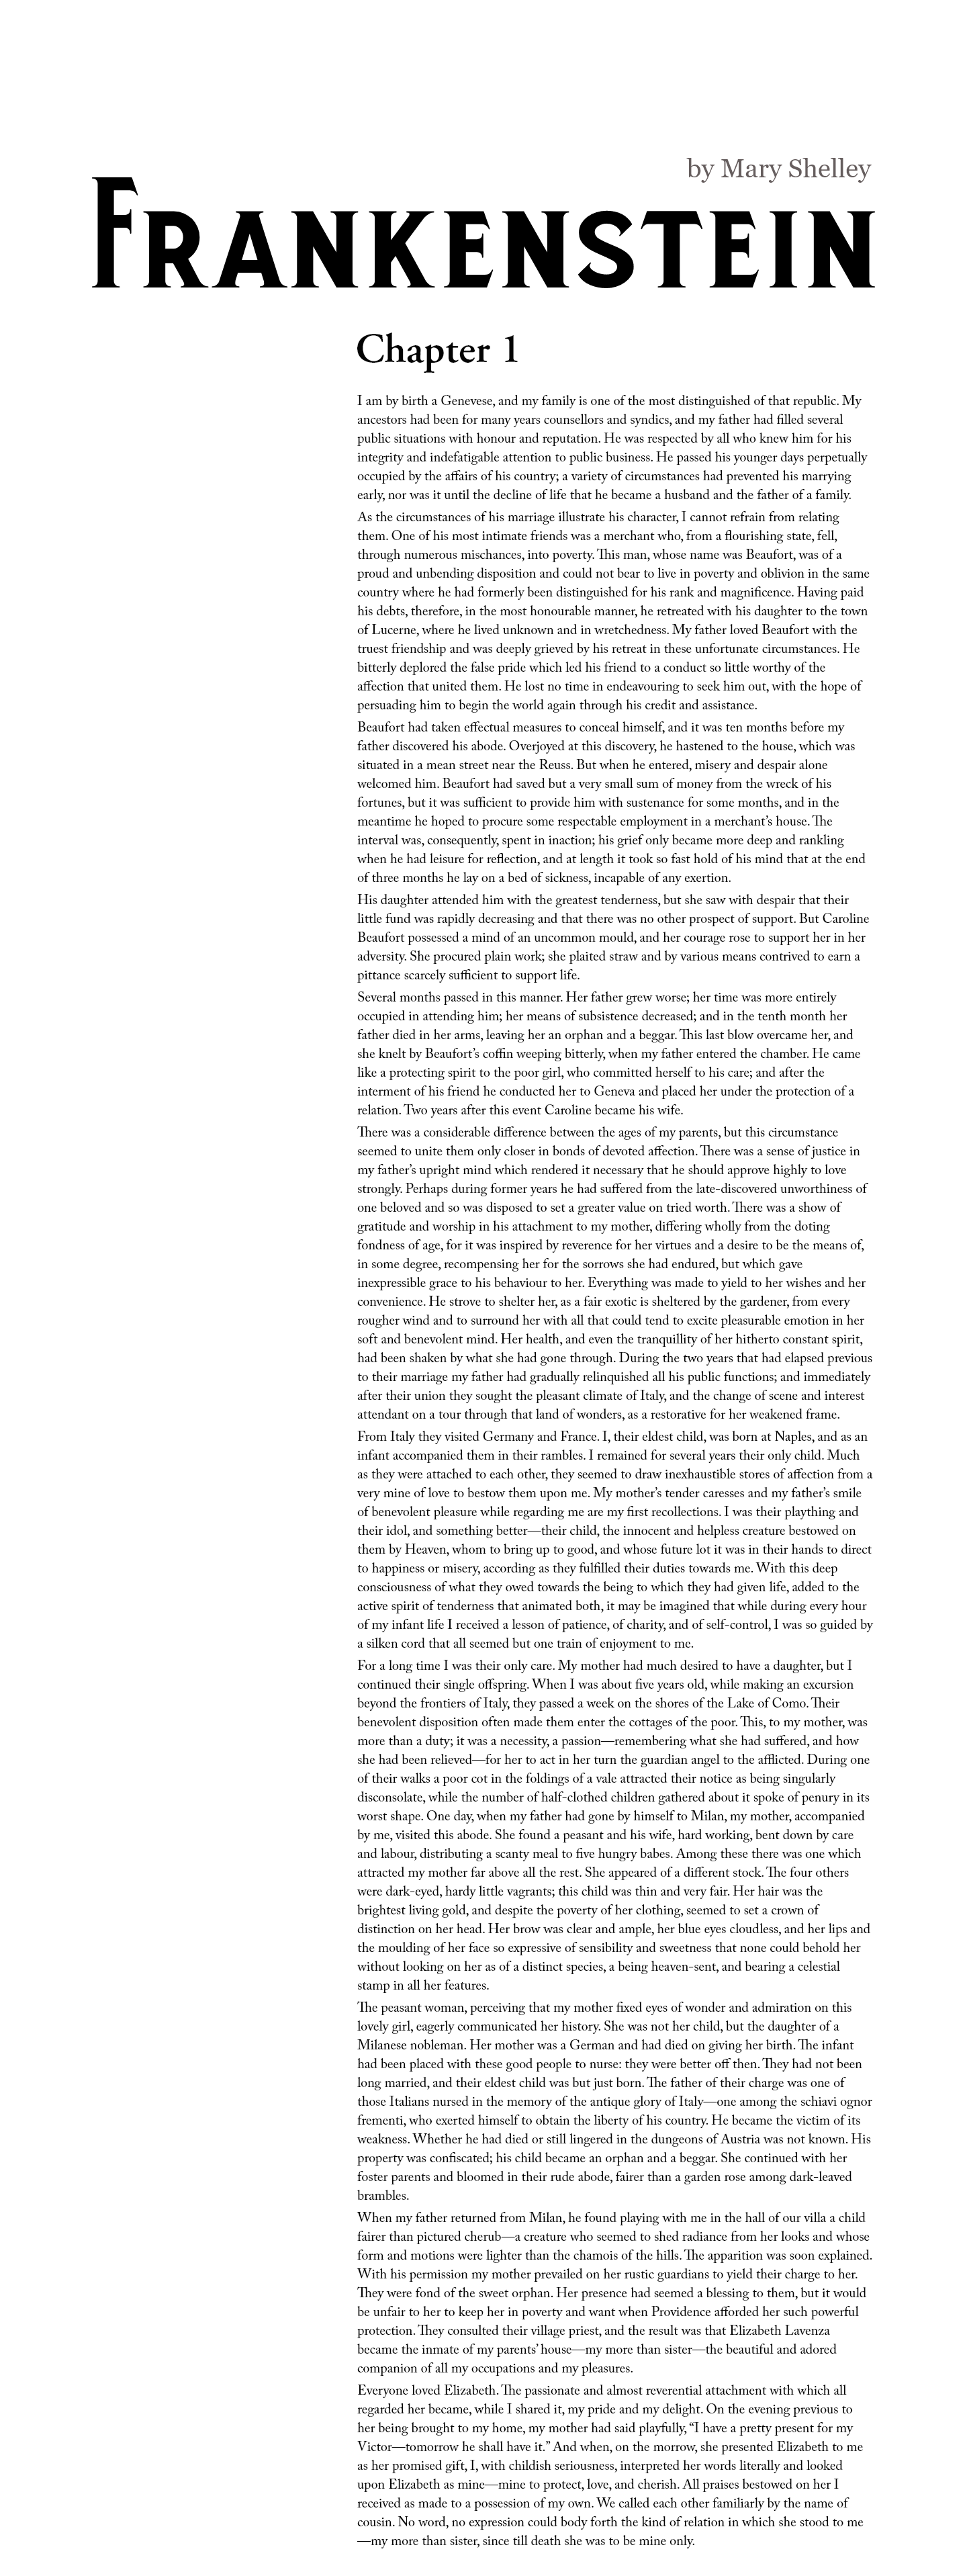 by Mary Shelley
FRANKENSTEIN
Chapter 1
I am by birth a Genevese, and my family is one of the most distinguished of that republic. My
ancestors had been for many years counsellors and syndics, and my father had filled several
public situations with honour and reputation. He was respected by all who knew him for his
integrity and indefatigable attention to public business. He passed his younger days perpetually
occupied by the affairs of his country; a variety of circumstances had prevented his marrying
early, nor was it until the decline of life that he became a husband and the father of a family.
As the circumstances of his marriage illustrate his character, I cannot refrain from relating
them. One of his most intimate friends was a merchant who, from a flourishing state, fell,
through numerous mischances, into poverty. This man, whose name was Beaufort, was of a
proud and unbending disposition and could not bear to live in poverty and oblivion in the same
country where he had formerly been distinguished for his rank and magnificence. Having paid
his debts, therefore, in the most honourable manner, he retreated with his daughter to the town
of Lucerne, where he lived unknown and in wretchedness. My father loved Beaufort with the
truest friendship and was deeply grieved by his retreat in these unfortunate circumstances. He
bitterly deplored the false pride which led his friend to a conduct so little worthy of the
affection that united them. He lost no time in endeavouring to seek him out, with the hope of
persuading him to begin the world again through his credit and assistance.
Beaufort had taken effectual measures to conceal himself, and it was ten months before my
father discovered his abode. Overjoyed at this discovery, he hastened to the house, which was
situated in a mean street near the Reuss. But when he entered, misery and despair alone
welcomed him. Beaufort had saved but a very small sum of money from the wreck of his
fortunes, but it was sufficient to provide him with sustenance for some months, and in the
meantime he hoped to procure some respectable employment in a merchant’s house. The
interval was, consequently, spent in inaction; his grief only became more deep and rankling
when he had leisure for reflection, and at length it took so fast hold of his mind that at the end
of three months he lay on a bed of sickness, incapable of any exertion.
His daughter attended him with the greatest tenderness, but she saw with despair that their
little fund was rapidly decreasing and that there was no other prospect of support. But Caroline
Beaufort possessed a mind of an uncommon mould, and her courage rose to support her in her
adversity. She procured plain work; she plaited straw and by various means contrived to earn a
pittance scarcely sufficient to support life.
Several months passed in this manner. Her father grew worse; her time was more entirely
occupied in attending him; her means of subsistence decreased; and in the tenth month her
father died in her arms, leaving her an orphan and a beggar. This last blow overcame her, and
she knelt by Beaufort’s coffin weeping bitterly, when my father entered the chamber. He came
like a protecting spirit to the poor girl, who committed herself to his care; and after the
interment of his friend he conducted her to Geneva and placed her under the protection of a
relation. Two years after this event Caroline became his wife.
There was a considerable difference between the ages of my parents, but this circumstance
seemed to unite them only closer in bonds of devoted affection. There was a sense of justice in
my father’s upright mind which rendered it necessary that he should approve highly to love
strongly. Perhaps during former years he had suffered from the late-discovered unworthiness of
one beloved and so was disposed to set a greater value on tried worth. There was a show of
gratitude and worship in his attachment to my mother, differing wholly from the doting
fondness of age, for it was inspired by reverence for her virtues and a desire to be the means of,
in some degree, recompensing her for the sorrows she had endured, but which gave
inexpressible grace to his behaviour to her. Everything was made to yield to her wishes and her
convenience. He strove to shelter her, as a fair exotic is sheltered by the gardener, from every
rougher wind and to surround her with all that could tend to excite pleasurable emotion in her
soft and benevolent mind. Her health, and even the tranquillity of her hitherto constant spirit,
had been shaken by what she had gone through. During the two years that had elapsed previous
to their marriage my father had gradually relinquished all his public functions; and immediately
after their union they sought the pleasant climate of Italy, and the change of scene and interest
attendant on a tour through that land of wonders, as a restorative for her weakened frame.
From Italy they visited Germany and France. I, their eldest child, was born at Naples, and as an
infant accompanied them in their rambles. I remained for several years their only child. Much
as they were attached to each other, they seemed to draw inexhaustible stores of affection from a
very mine of love to bestow them upon me. My mother’s tender caresses and my father’s smile
of benevolent pleasure while regarding me are my first recollections. I was their plaything and
their idol, and something better—their child, the innocent and helpless creature bestowed on
them by Heaven, whom to bring up to good, and whose future lot it was in their hands to direct
to happiness or misery, according as they fulfilled their duties towards me. With this deep
consciousness of what they owed towards the being to which they had given life, added to the
active spirit of tenderness that animated both, it may be imagined that while during every hour
of my infant life I received a lesson of patience, of charity, and of self-control, I was so guided by
a silken cord that all seemed but one train of enjoyment to me.
For a long time I was their only care. My mother had much desired to have a daughter, but I
continued their single offspring. When I was about five years old, while making an excursion
beyond the frontiers of Italy, they passed a week on the shores of the Lake of Como. Their
benevolent disposition often made them enter the cottages of the poor. This, to my mother, was
more than a duty; it was a necessity, a passion—remembering what she had suffered, and how
she had been relieved—for her to act in her turn the guardian angel to the afflicted. During one
of their walks a poor cot in the foldings of a vale attracted their notice as being singularly
disconsolate, while the number of half-clothed children gathered about it spoke of penury in its
worst shape. One day, when my father had gone by himself to Milan, my mother, accompanied
by me, visited this abode. She found a peasant and his wife, hard working, bent down by care
and labour, distributing a scanty meal to five hungry babes. Among these there was one which
attracted my mother far above all the rest. She appeared of a different stock. The four others
were dark-eyed, hardy little vagrants; this child was thin and very fair. Her hair was the
brightest living gold, and despite the poverty of her clothing, seemed to set a crown of
distinction on her head. Her brow was clear and ample, her blue eyes cloudless, and her lips and
the moulding of her face so expressive of sensibility and sweetness that none could behold her
without looking on her as of a distinct species, a being heaven-sent, and bearing a celestial
stamp in all her features.
The peasant woman, perceiving that my mother fixed eyes of wonder and admiration on this
lovely girl, eagerly communicated her history. She was not her child, but the daughter of a
Milanese nobleman. Her mother was a German and had died on giving her birth. The infant
had been placed with these good people to nurse: they were better off then. They had not been
long married, and their eldest child was but just born. The father of their charge was one of
those Italians nursed in the memory of the antique glory of Italy—one among the schiavi ognor
frementi, who exerted himself to obtain the liberty of his country. He became the victim of its
weakness. Whether he had died or still lingered in the dungeons of Austria was not known. His
property was confiscated; his child became an orphan and a beggar. She continued with her
foster parents and bloomed in their rude abode, fairer than a garden rose among dark-leaved
brambles.
When my father returned from Milan, he found playing with me in the hall of our villa a child
fairer than pictured cherub—a creature who seemed to shed radiance from her looks and whose
form and motions were lighter than the chamois of the hills. The apparition was soon explained.
With his permission my mother prevailed on her rustic guardians to yield their charge to her.
They were fond of the sweet orphan. Her presence had seemed a blessing to them, but it would
be unfair to her to keep her in poverty and want when Providence afforded her such powerful
protection. They consulted their village priest, and the result was that Elizabeth Lavenza
became the inmate of my parents’ house—my more than sister—the beautiful and adored
companion of all my occupations and my pleasures.
Everyone loved Elizabeth. The passionate and almost reverential attachment with which all
regarded her became, while I shared it, my pride and my delight. On the evening previous to
her being brought to my home, my mother had said playfully, “I have a pretty present for my
Victor—tomorrow he shall have it.” And when, on the morrow, she presented Elizabeth to me
as her promised gift, I, with childish seriousness, interpreted her words literally and looked
upon Elizabeth as mine—mine to protect, love, and cherish. All praises bestowed on her I
received as made to a possession of my own. We called each other familiarly by the name of
cousin. No word, no expression could body forth the kind of relation in which she stood to me
—my more than sister, since till death she was to be mine only.